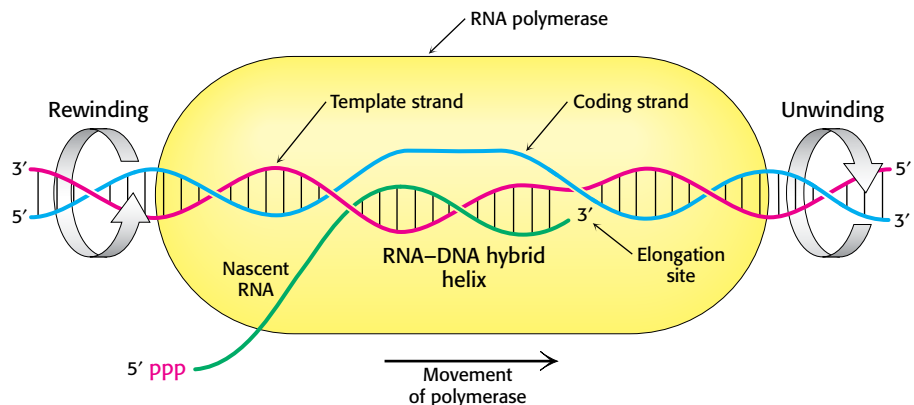 RNA polymerase
Rewinding
Template strand
Coding strand
Unwinding
3′
5′
5′
3′
3′
Nascent
RNA
RNA–DNA hybrid
helix
Elongation
site
5′ ppp
Movement
of polymerase